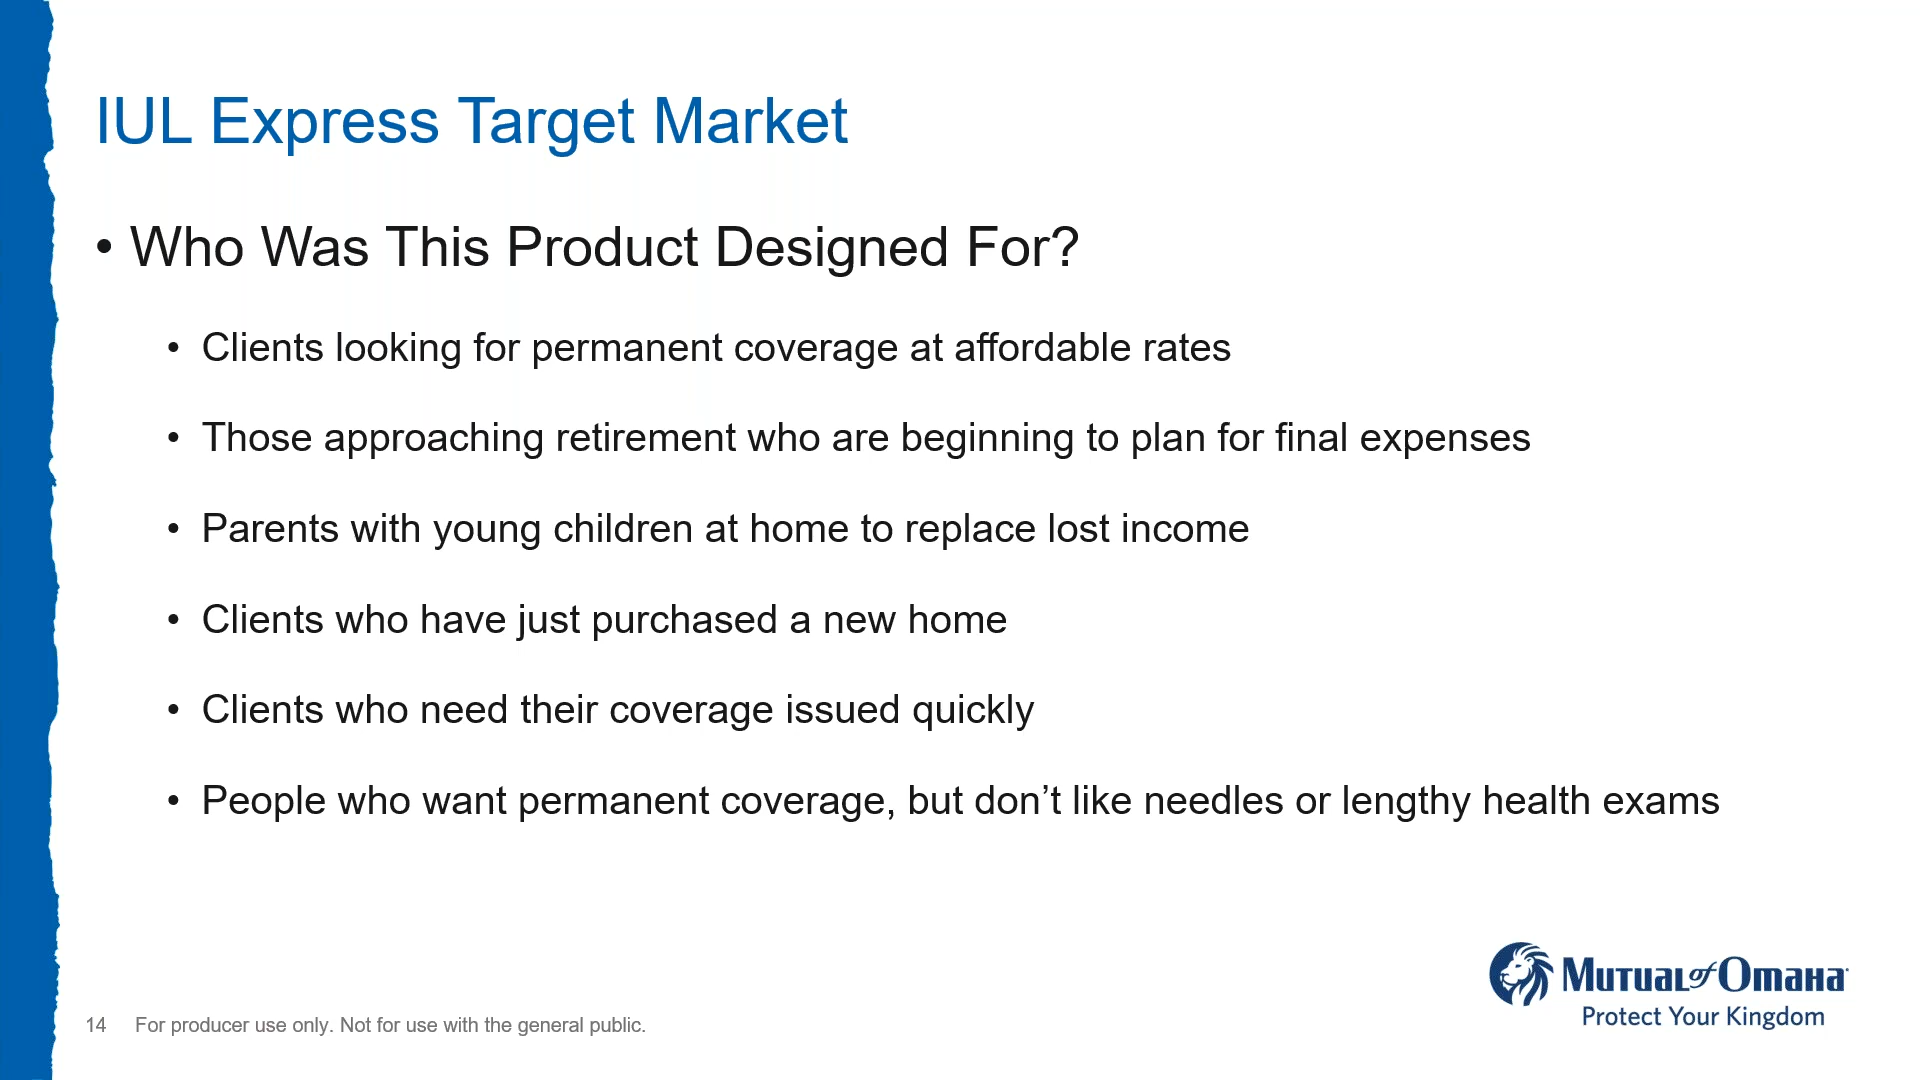 IUL Express Target Market
• Who Was This Product Designed For?
• Clients looking for permanent coverage at affordable rates
• Those approaching retirement who are beginning to plan for final expenses
• Parents with young children at home to replace lost income
• Clients who have just purchased a new home
• Clients who need their coverage issued quickly
• People who want permanent coverage, but don’t like needles or lengthy health exams
Mutual of Omaha
Protect Your Kingdom
14 For producer use only. Not for use with the general public.